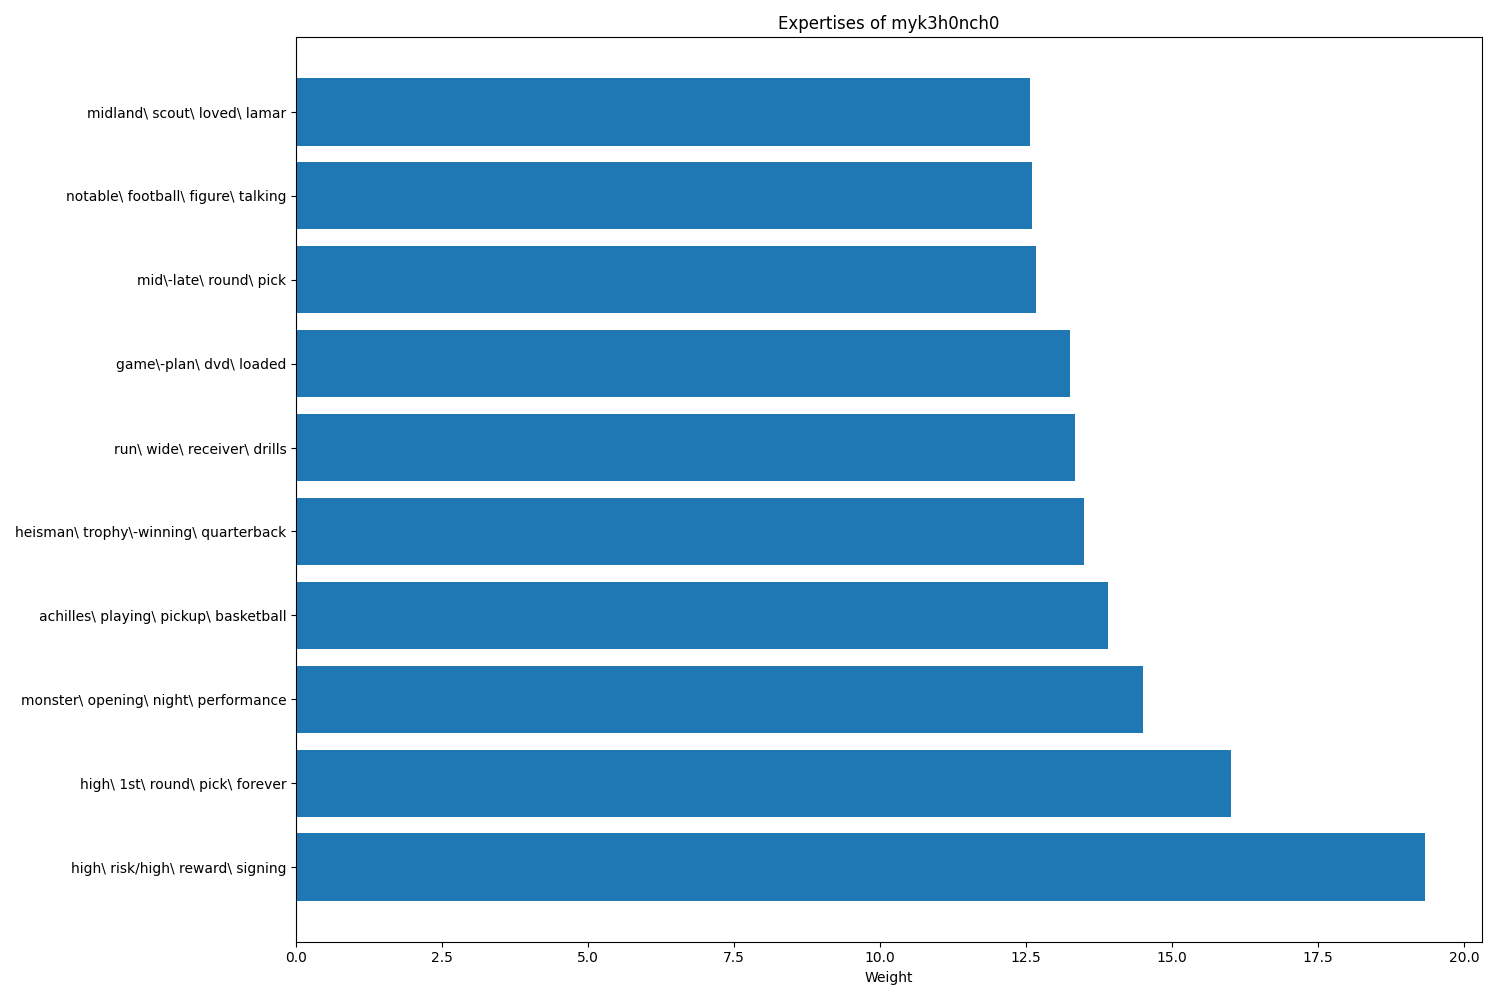 Expertises of myk3h0nch0
midland\ scout\ loved\ lamar
notable\ football\ figure\ talking
mid\-late\ round\ pick
game\-plan\ dvd\ loaded
run\ wide\ receiver\ drills
heisman\ trophy\-winning\ quarterback
achilles\ playing\ pickup\ basketball
monster\ opening\ night\ performance
high\ 1st\ round\ pick\ forever
high\ risk/high\ reward\ signing
0.0 2.5 5.0 7.5 10.0 12.5 15.0 17.5 20.0
Weight